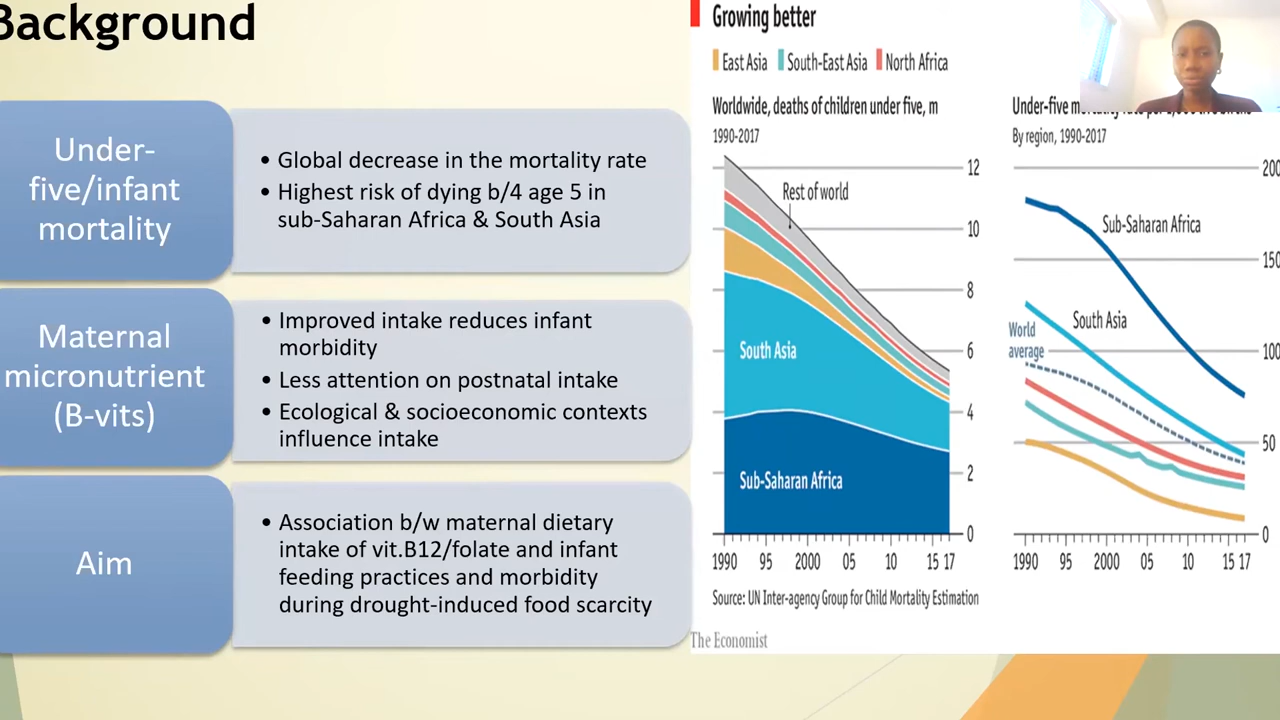 Background
Under-
five/infant
mortality
• Global decrease in the mortality rate
• Highest risk of dying b/4 age 5 in
sub-Saharan Africa & South Asia
Maternal
micronutrient
(B-vits)
• Improved intake reduces infant
morbidity
• Less attention on postnatal intake
• Ecological & socioeconomic contexts
influence intake
Aim
• Association b/w maternal dietary
intake of vit.B12/folate and infant
feeding practices and morbidity
during drought-induced food scarcity
Growing better
East Asia South-East Asia North Africa
Worldwide, deaths of children under five, m
1990-2017
12
10
8
6
4
2
0
Rest of world
South Asia
Sub-Saharan Africa
1990 95 2000 05 10 15 17
Source: UN Inter-agency Group for Child Mortality Estimation
The Economist
Under-five
By region, 1990-2017
200
150
100
50
0
Sub-Saharan Africa
South Asia
World
average
1990 95 2000 05 10 15 17